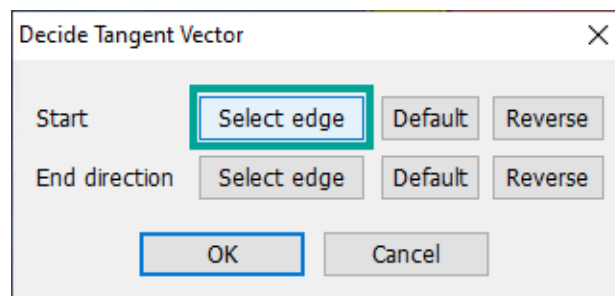 Decide Tangent Vector
Start Select edge Default Reverse
End direction Select edge Default Reverse
OK Cancel